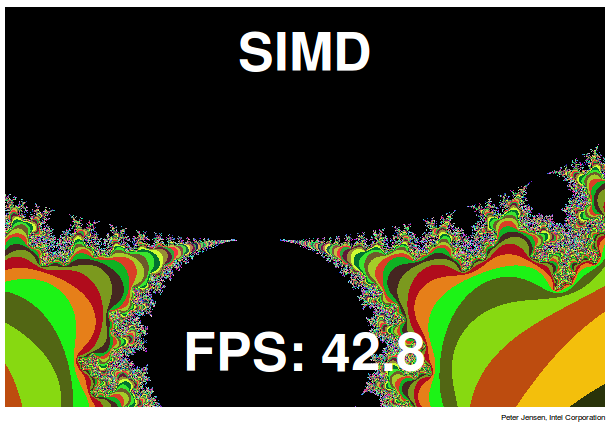 SIMD
FPS: 42.8
Peter Jensen, Intel Corporation